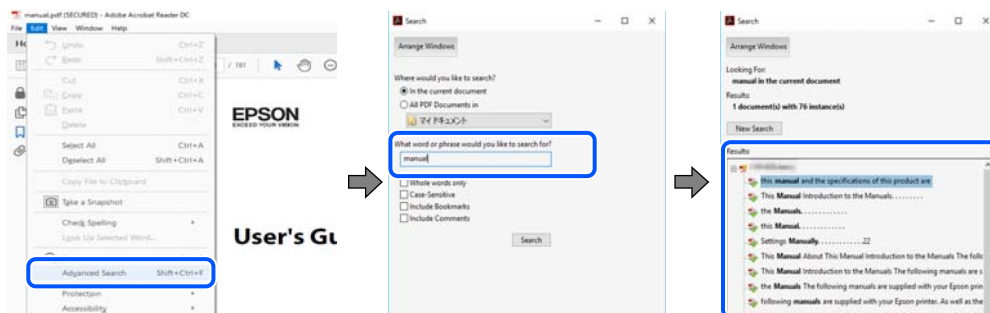 manual.pdf (SECURED) - Adobe Acrobat Reader DC
File Edit View Window Help
Undo Ctrl+Z
Redo Shift+Ctrl+Z
Cut Ctrl+X
Copy Ctrl+C
Paste Ctrl+V
Delete
Select All Ctrl+A
Deselect All Shift+Ctrl+A
Copy File to Clipboard
Take a Snapshot
Check Spelling
Look Up Selected Word...
Advanced Search Shift+Ctrl+F
Protection
Accessibility
/ 191
EPSON
EXCEED YOUR VISION
User's Gu
Search
Arrange Windows
Where would you like to search?
In the current document
All PDF Documents in
マイ ドキュメント
What word or phrase would you like to search for?
manual
Whole words only
Case-Sensitive
Include Bookmarks
Include Comments
Search
Search
Arrange Windows
Looking For:
manual in the current document
Results:
1 document(s) with 76 instance(s)
New Search
Results:
this manual and the specifications of this product are
This Manual Introduction to the Manuals. . . . . . . .
the Manuals. . . . . . . . . . . .
this Manual. . . . . . . . . . . .
Settings Manually. . . . . . . . . . . .22
This Manual About This Manual Introduction to the Manuals The follo
This Manual Introduction to the Manuals The following manuals are s
the Manuals The following manuals are supplied with your Epson prin
following manuals are supplied with your Epson printer. As well as the